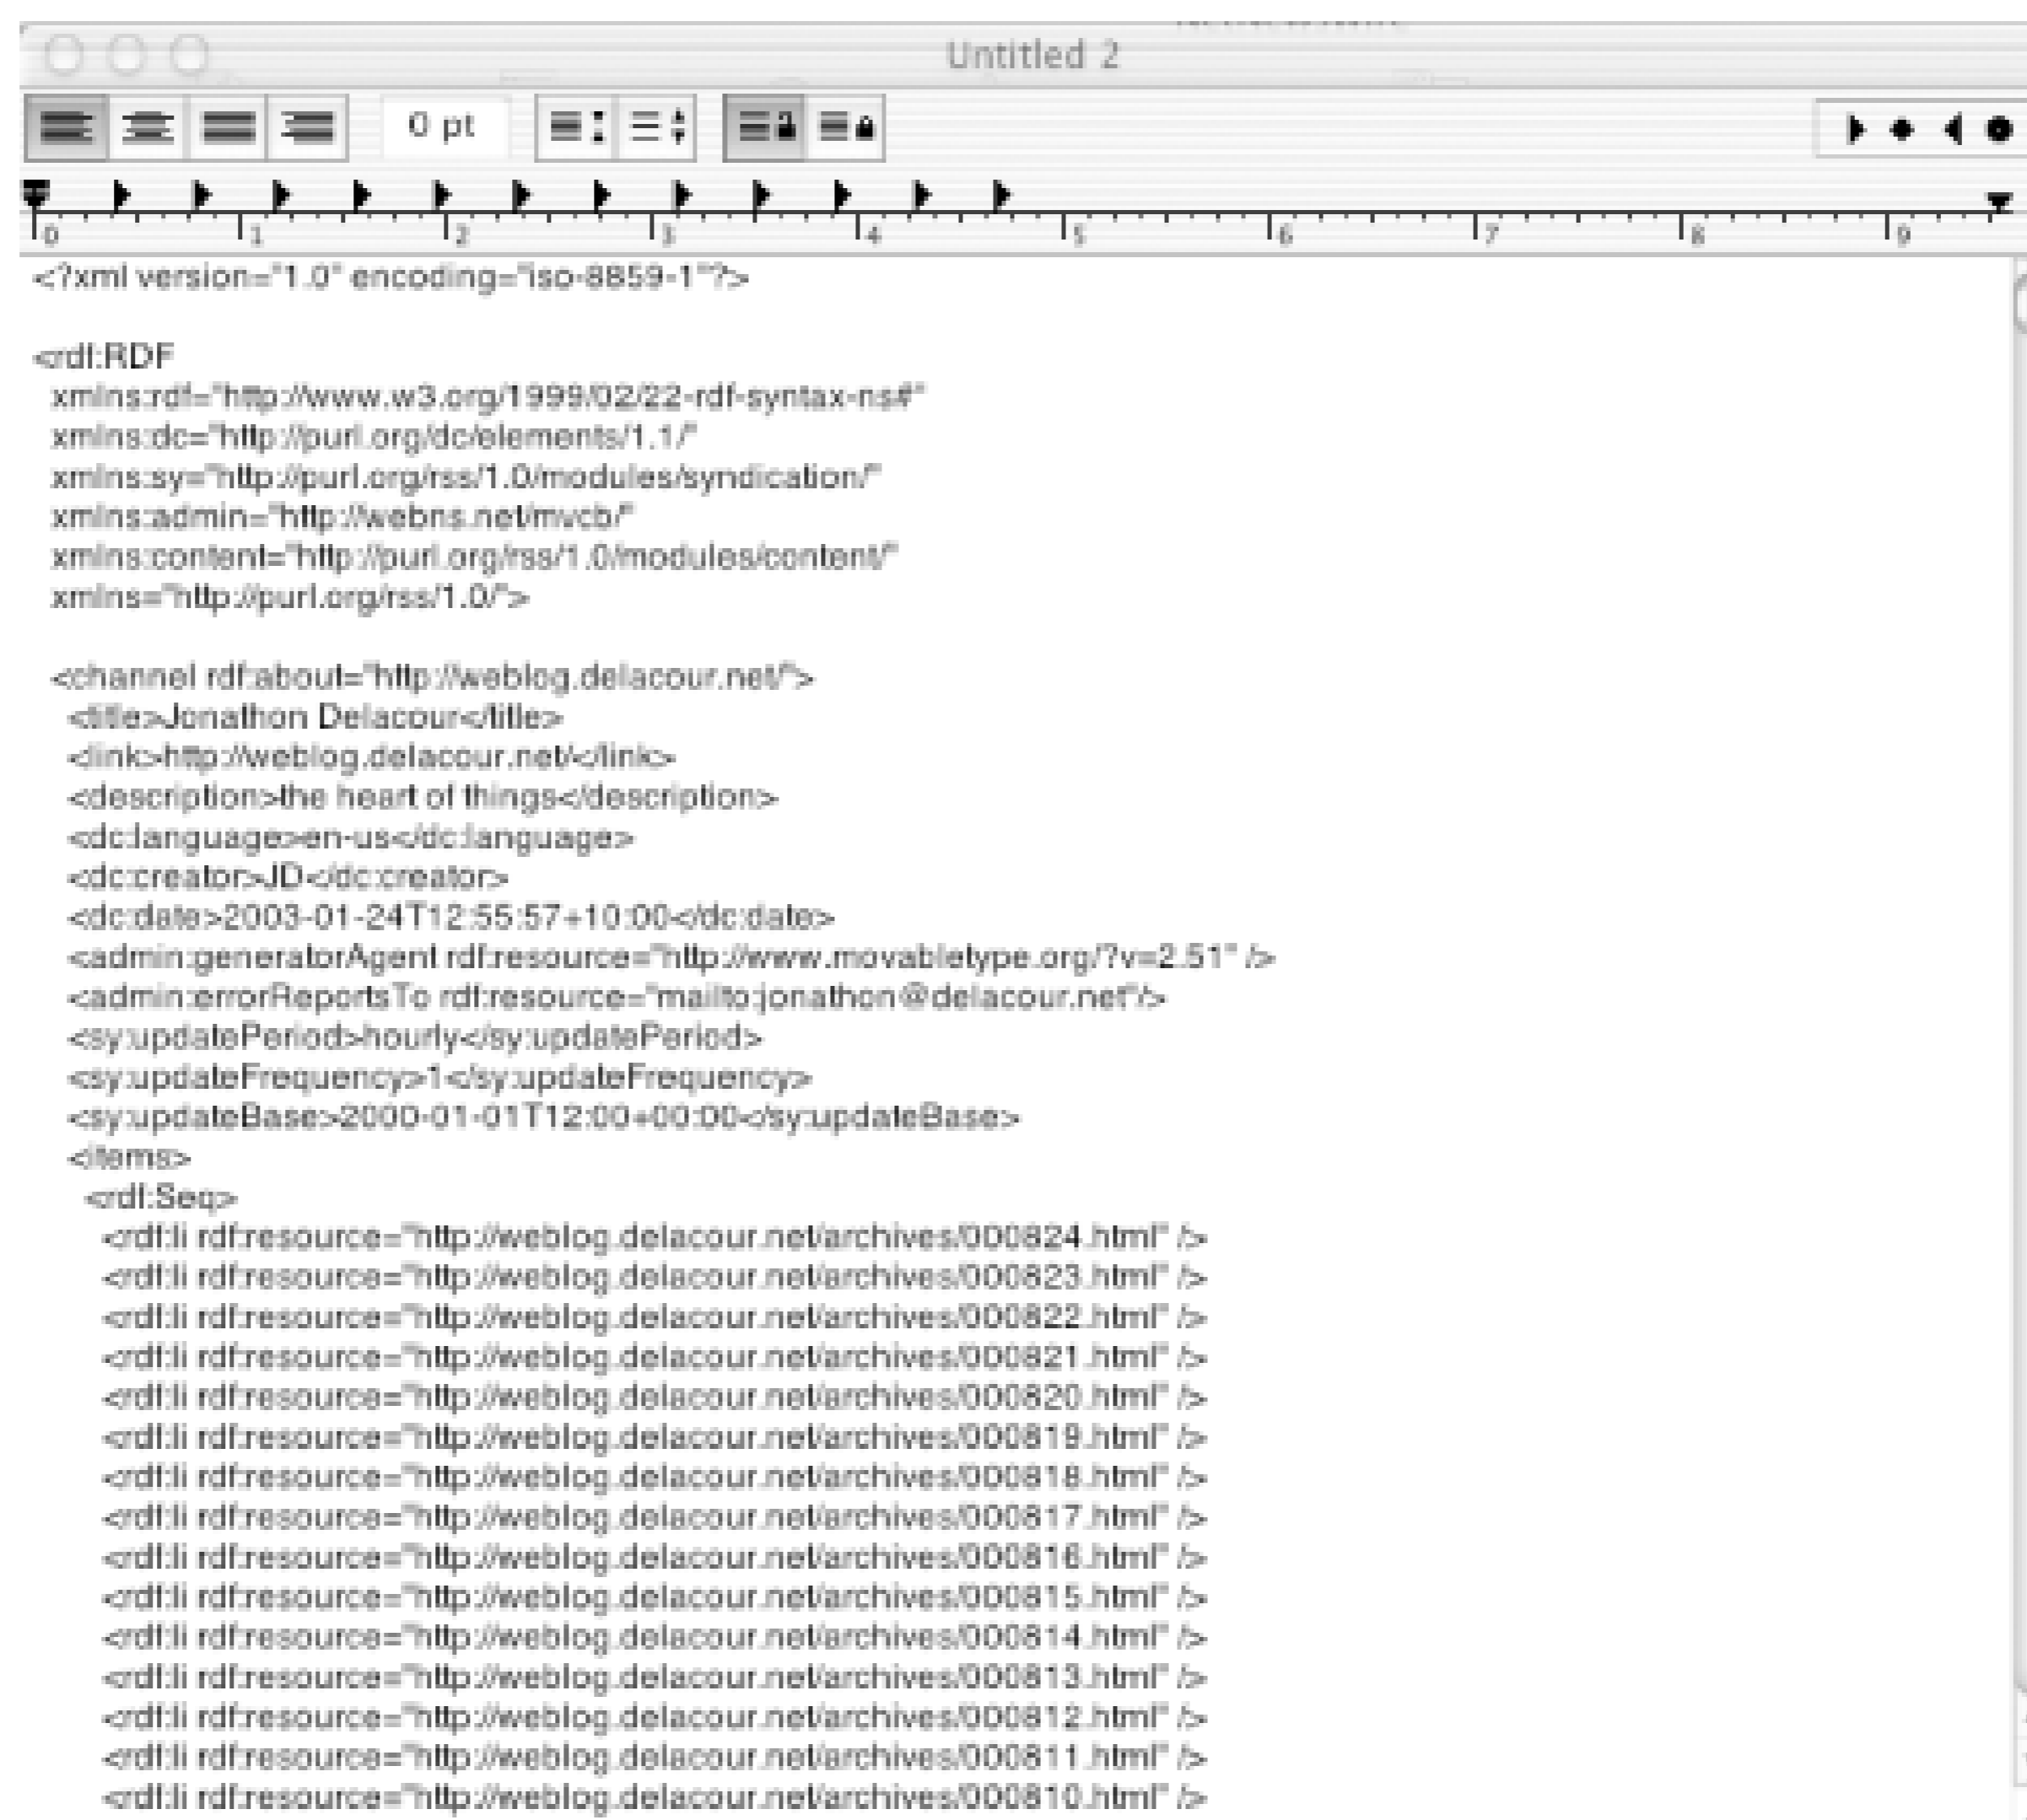 Untitled 2
0 pt
0 1 2 3 4 5 6 7 8 9
<?xml version="1.0" encoding="iso-8859-1"?>
<rdf:RDF
xmlns:rdf="http://www.w3.org/1999/02/22-rdf-syntax-ns#"
xmlns:dc="http://purl.org/dc/elements/1.1/"
xmlns:sy="http://purl.org/rss/1.0/modules/syndication/"
xmlns:admin="http://webns.net/mvcb/"
xmlns:content="http://purl.org/rss/1.0/modules/content/"
xmlns="http://purl.org/rss/1.0/">
<channel rdf:about="http://weblog.delacour.net/">
<title>Jonathon Delacour</title>
<link>http://weblog.delacour.net/</link>
<description>the heart of things</description>
<dc:language>en-us</dc:language>
<dc:creator>JD</dc:creator>
<dc:date>2003-01-24T12:55:57+10:00</dc:date>
<admin:generatorAgent rdf:resource="http://www.movabletype.org/?v=2.51" />
<admin:errorReportsTo rdf:resource="mailto:jonathon@delacour.net"/>
<sy:updatePeriod>hourly</sy:updatePeriod>
<sy:updateFrequency>1</sy:updateFrequency>
<sy:updateBase>2000-01-01T12:00+00:00</sy:updateBase>
<items>
<rdf:Seq>
<rdf:li rdf:resource="http://weblog.delacour.net/archives/000824.html" />
<rdf:li rdf:resource="http://weblog.delacour.net/archives/000823.html" />
<rdf:li rdf:resource="http://weblog.delacour.net/archives/000822.html" />
<rdf:li rdf:resource="http://weblog.delacour.net/archives/000821.html" />
<rdf:li rdf:resource="http://weblog.delacour.net/archives/000820.html" />
<rdf:li rdf:resource="http://weblog.delacour.net/archives/000819.html" />
<rdf:li rdf:resource="http://weblog.delacour.net/archives/000818.html" />
<rdf:li rdf:resource="http://weblog.delacour.net/archives/000817.html" />
<rdf:li rdf:resource="http://weblog.delacour.net/archives/000816.html" />
<rdf:li rdf:resource="http://weblog.delacour.net/archives/000815.html" />
<rdf:li rdf:resource="http://weblog.delacour.net/archives/000814.html" />
<rdf:li rdf:resource="http://weblog.delacour.net/archives/000813.html" />
<rdf:li rdf:resource="http://weblog.delacour.net/archives/000812.html" />
<rdf:li rdf:resource="http://weblog.delacour.net/archives/000811.html" />
<rdf:li rdf:resource="http://weblog.delacour.net/archives/000810.html" />